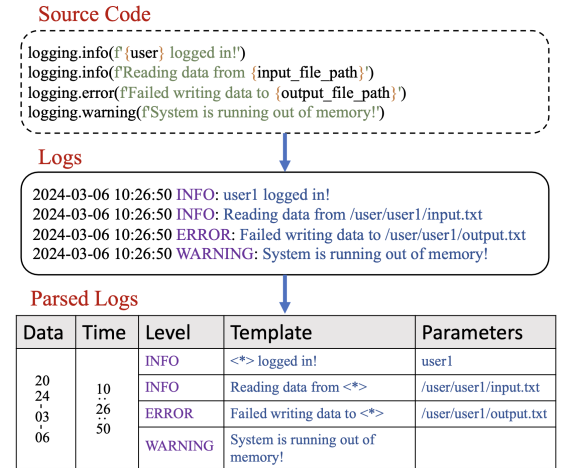 Source Code
logging.info(f'{user} logged in!')
logging.info(f'Reading data from {input_file_path}')
logging.error(f'Failed writing data to {output_file_path}')
logging.warning(f'System is running out of memory!')
Logs
2024-03-06 10:26:50 INFO: user1 logged in!
2024-03-06 10:26:50 INFO: Reading data from /user/user1/input.txt
2024-03-06 10:26:50 ERROR: Failed writing data to /user/user1/output.txt
2024-03-06 10:26:50 WARNING: System is running out of memory!
Parsed Logs
Data Time Level Template Parameters
20
24
-
03
-
06
10
:
26
:
50
INFO <*> logged in! user1
INFO Reading data from <*> /user/user1/input.txt
ERROR Failed writing data to <*> /user/user1/output.txt
WARNING System is running out of
memory!